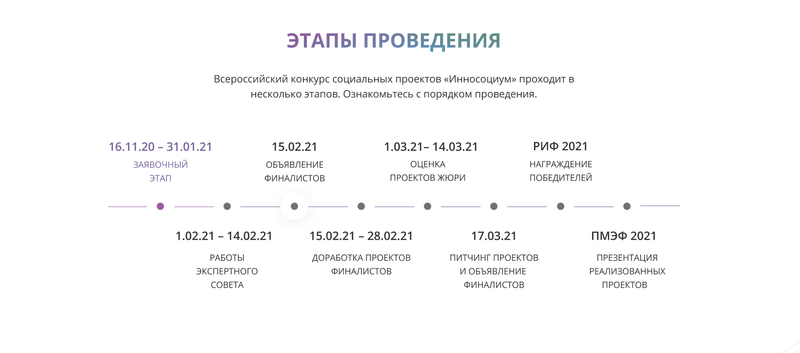 ЭТАПЫ ПРОВЕДЕНИЯ
Всероссийский конкурс социальных проектов «Инносоциум» проходит в
несколько этапов. Ознакомьтесь с порядком проведения.
16.11.20 – 31.01.21
ЗАЯВОЧНЫЙ
ЭТАП
15.02.21
ОБЪЯВЛЕНИЕ
ФИНАЛИСТОВ
1.03.21– 14.03.21
ОЦЕНКА
ПРОЕКТОВ ЖЮРИ
РИФ 2021
НАГРАЖДЕНИЕ
ПОБЕДИТЕЛЕЙ
1.02.21 – 14.02.21
РАБОТЫ
ЭКСПЕРТНОГО
СОВЕТА
15.02.21 – 28.02.21
ДОРАБОТКА ПРОЕКТОВ
ФИНАЛИСТОВ
17.03.21
ПИТЧИНГ ПРОЕКТОВ
И ОБЪЯВЛЕНИЕ
ФИНАЛИСТОВ
ПМЭФ 2021
ПРЕЗЕНТАЦИЯ
РЕАЛИЗОВАННЫХ
ПРОЕКТОВ